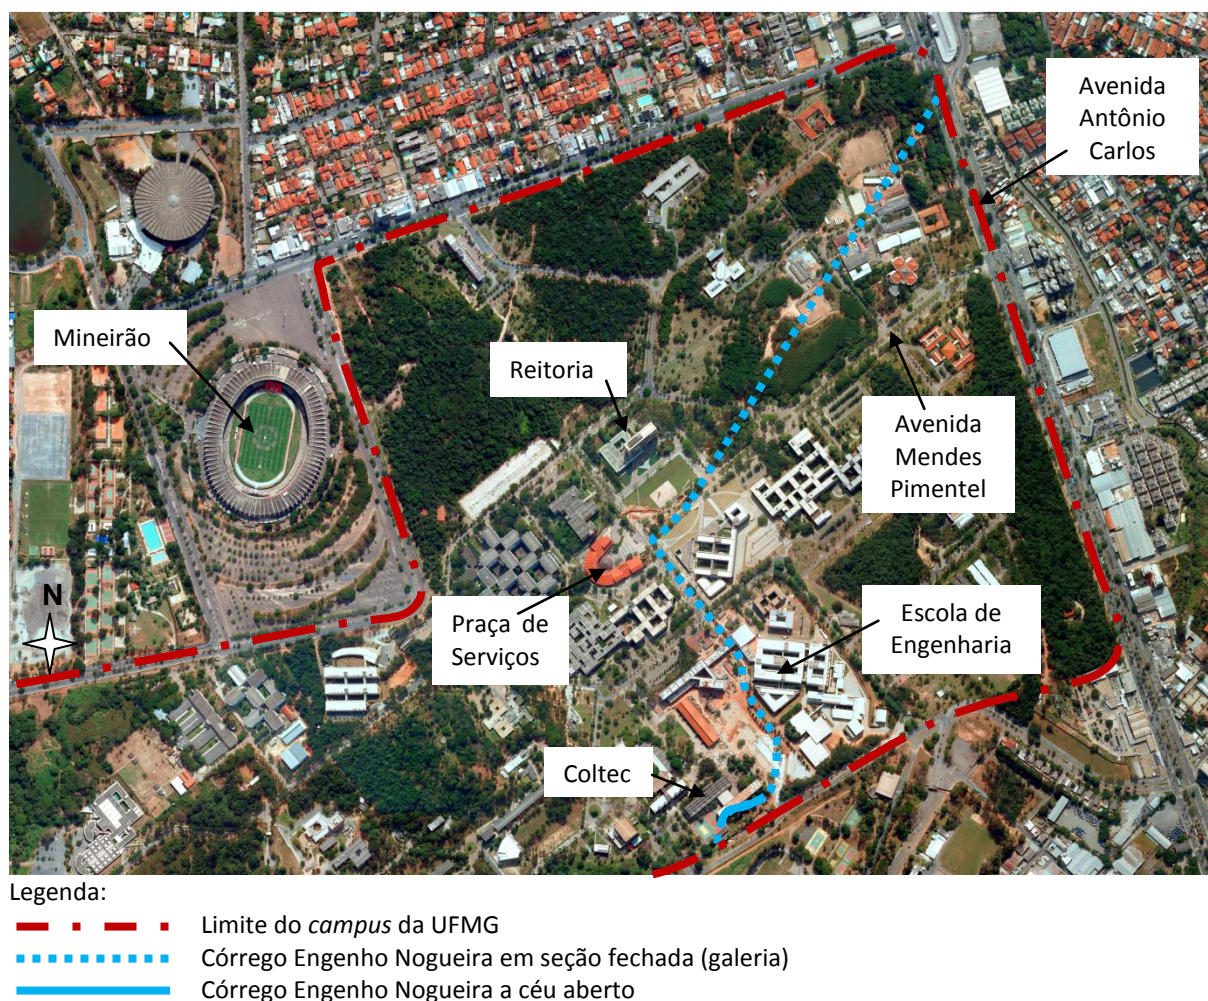 Avenida
Antônio
Carlos
Mineirão
Reitoria
Avenida
Mendes
Pimentel
N
Praça de
Serviços
Escola de
Engenharia
Coltec
Legenda:
Limite do campus da UFMG
Córrego Engenho Nogueira em seção fechada (galeria)
Córrego Engenho Nogueira a céu aberto